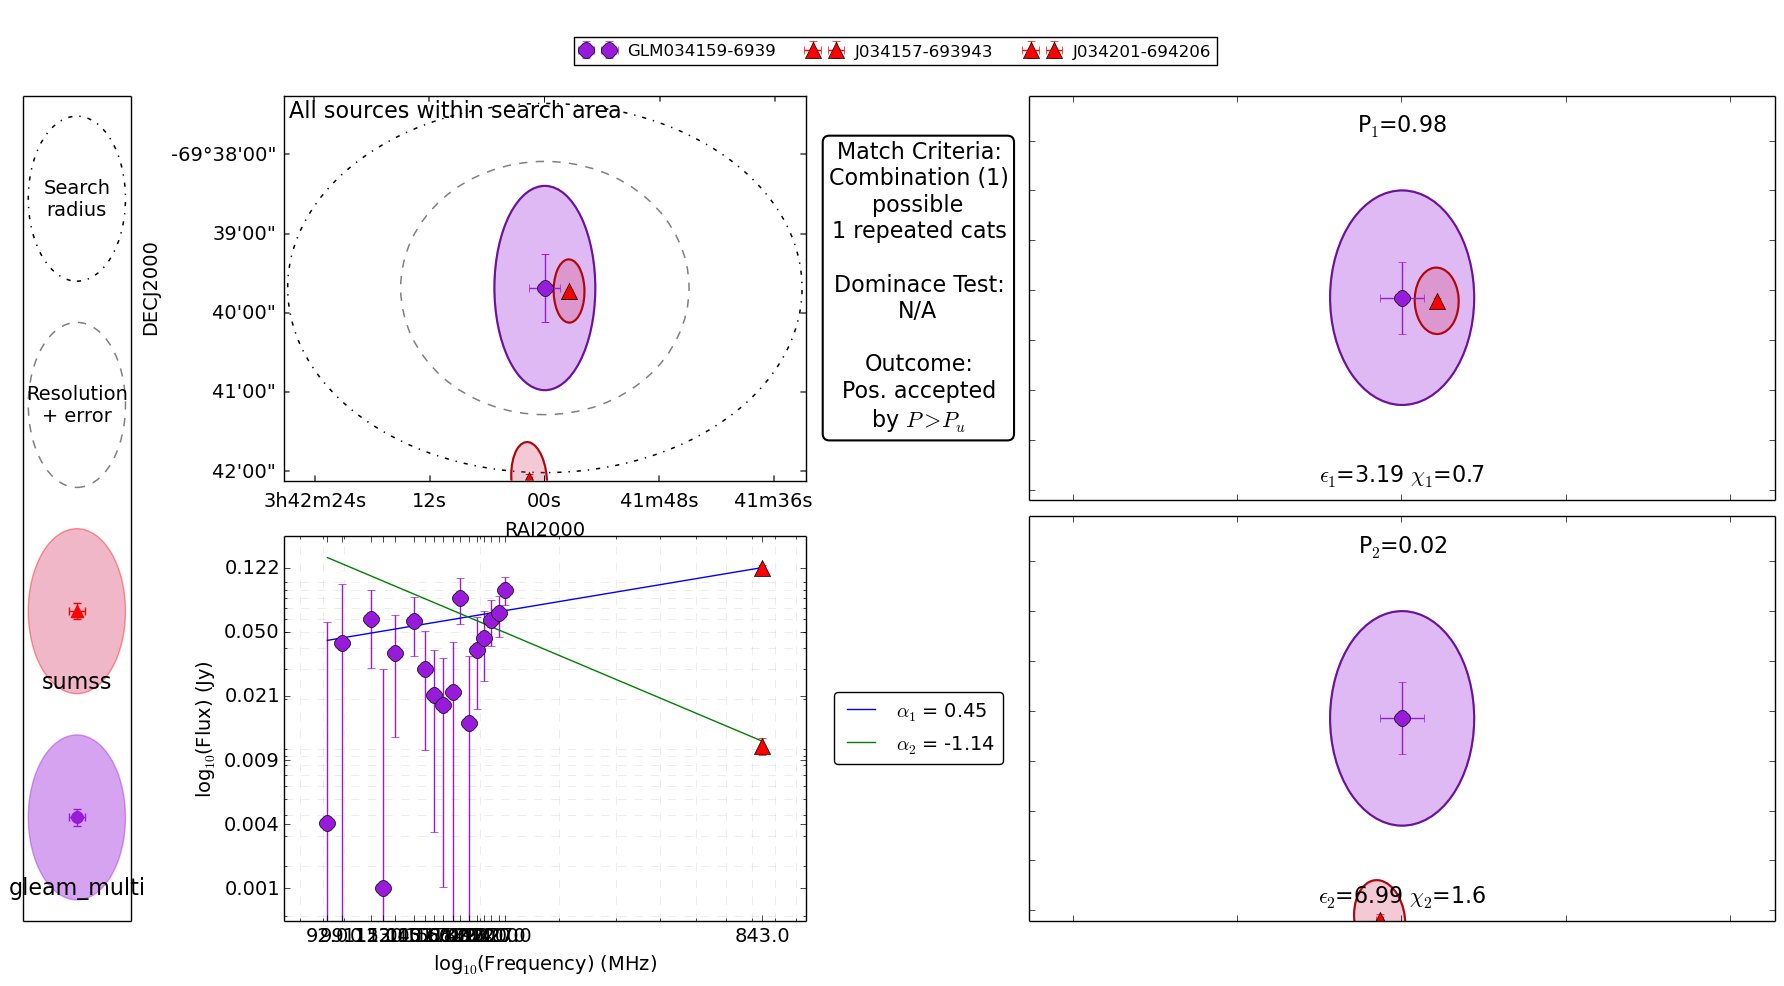 GLM034159-6939
J034157-693943
J034201-694206
Search
radius
Resolution
+ error
sumss
gleam_multi
All sources within search area
DECJ2000
-69°38'00"
39'00"
40'00"
41'00"
42'00"
3h42m24s
12s
00s
41m48s
41m36s
RAJ2000
Match Criteria:
Combination (1)
possible
1 repeated cats
Dominace Test:
N/A
Outcome:
Pos. accepted
by P>Pᵤ
P₁=0.98
ϵ₁=3.19 χ₁=0.7
log₁₀(Flux) (Jy)
0.122
0.050
0.021
0.009
0.004
0.001
843.0
log₁₀(Frequency) (MHz)
α₁ = 0.45
α₂ = -1.14
P₂=0.02
ϵ₂=6.99 χ₂=1.6